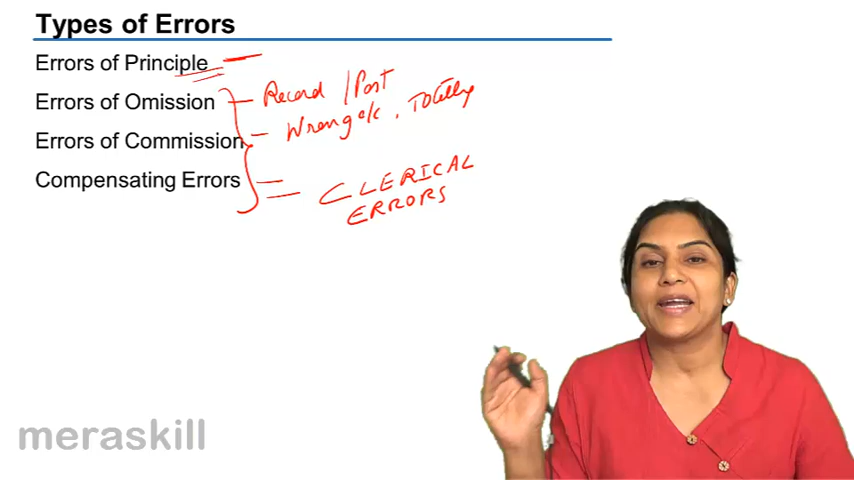 Types of Errors
Errors of Principle
Errors of Omission
Record / Post
Errors of Commission
Wrong a/c, Totally
Compensating Errors
CLERICAL
ERRORS
meraskill